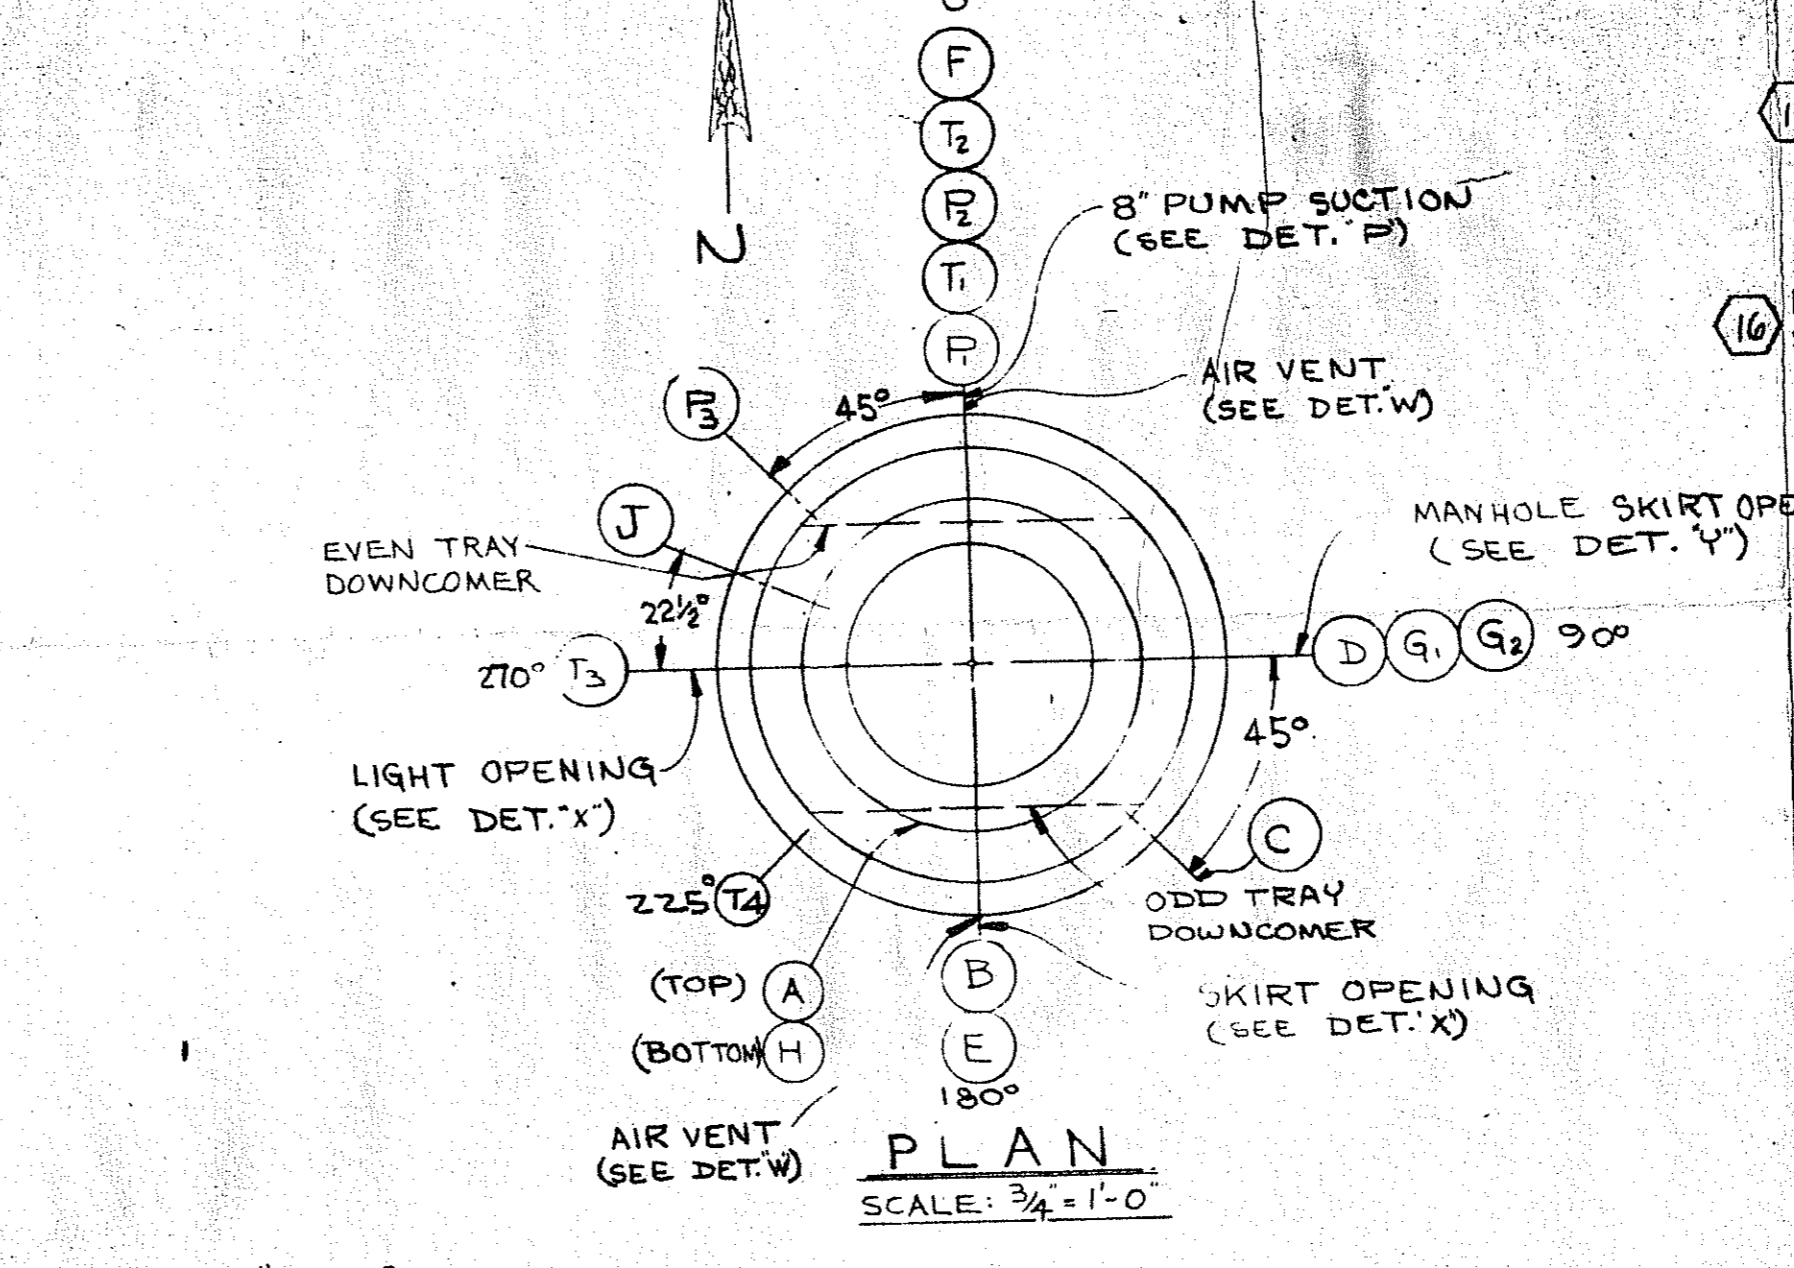 F
T2
P2
T1
P1
N
8" PUMP SUCTION
(SEE DET. "P")
16
AIR VENT
(SEE DET. "W")
P3
45°
J
EVEN TRAY
DOWNCOMER
22½°
MANHOLE SKIRT OPE
(SEE DET. "Y")
270° T3
D G1 G2 90°
45°
LIGHT OPENING
(SEE DET. "X")
C
225° T4
ODD TRAY
DOWNCOMER
(TOP) A
B
SKIRT OPENING
(SEE DET. "X")
(BOTTOM) H
E
180°
AIR VENT
(SEE DET. "W")
PLAN
SCALE: 3/4" = 1'-0"